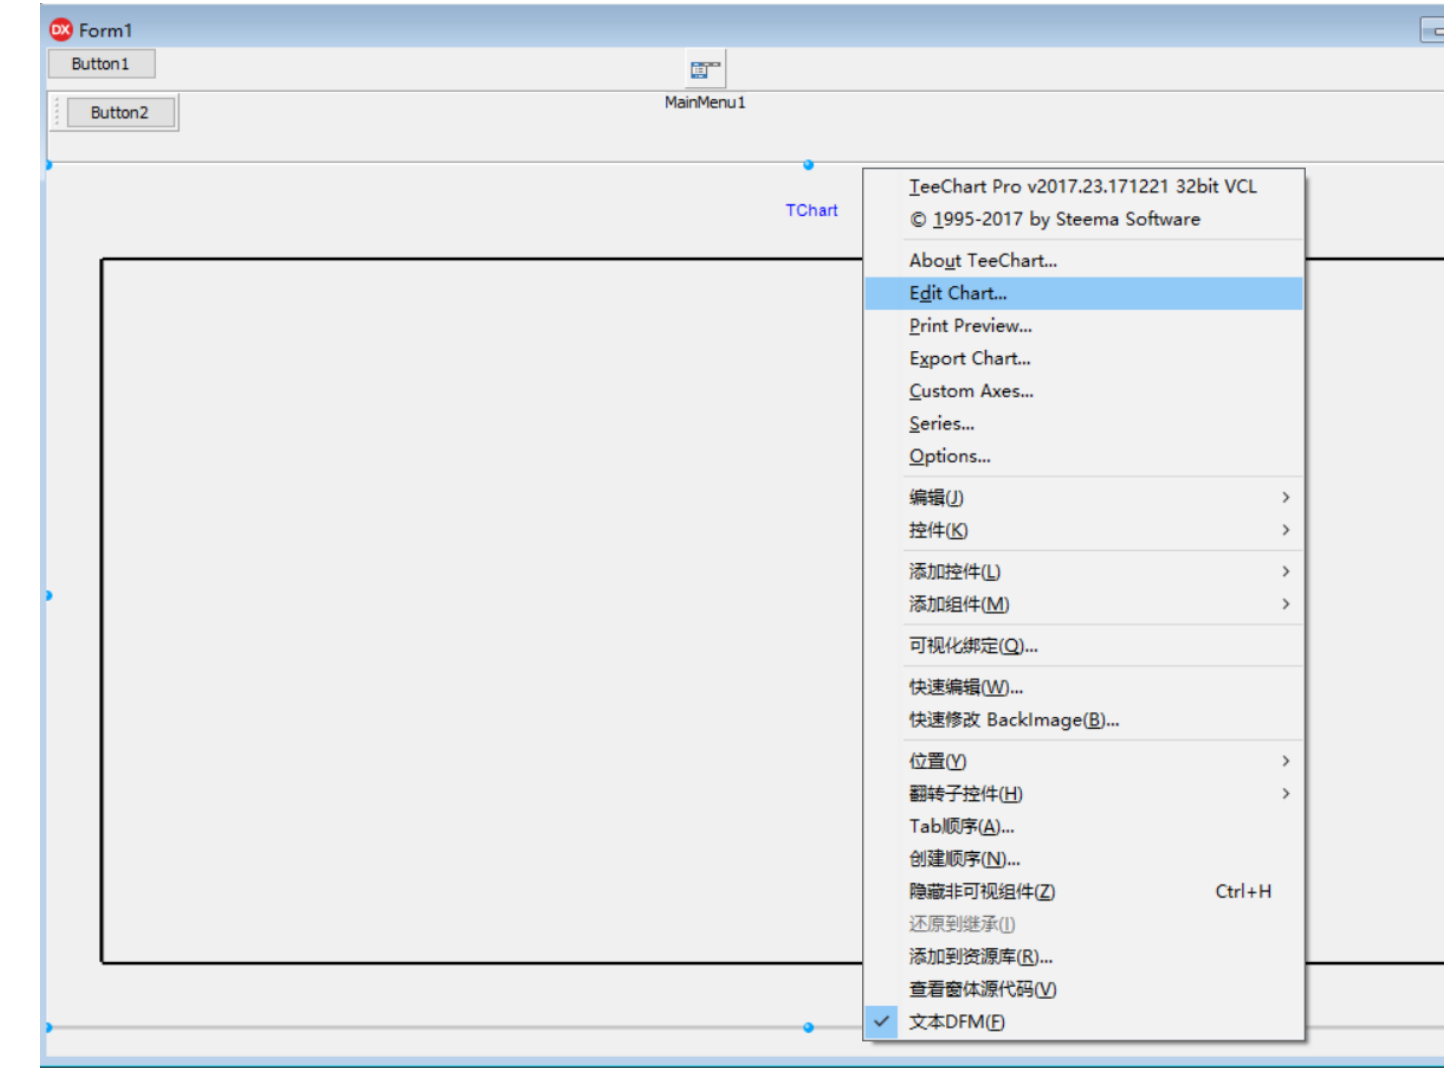 DX Form1
Button1
MainMenu1
Button2
TChart
TeeChart Pro v2017.23.171221 32bit VCL
© 1995-2017 by Steema Software
About TeeChart...
Edit Chart...
Print Preview...
Export Chart...
Custom Axes...
Series...
Options...
编辑(J)
控件(K)
添加控件(L)
添加组件(M)
可视化绑定(Q)...
快速编辑(W)...
快速修改 BackImage(B)...
位置(Y)
翻转子控件(H)
Tab顺序(A)...
创建顺序(N)...
隐藏非可视组件(Z) Ctrl+H
还原到继承(I)
添加到资源库(R)...
查看窗体源代码(V)
文本DFM(F)